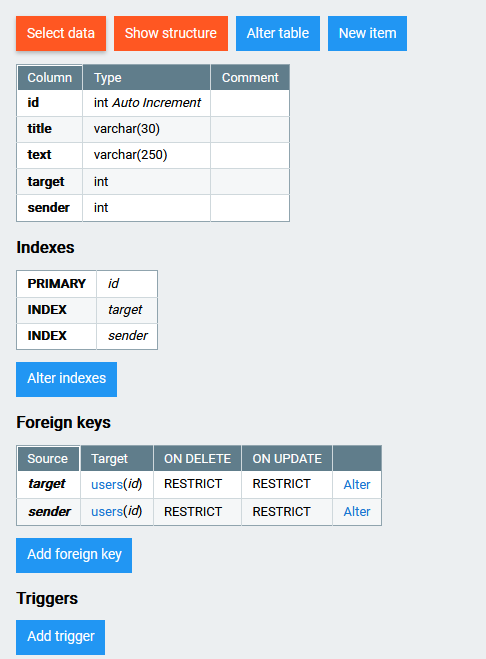 Select data Show structure Alter table New item
Column Type Comment
id int Auto Increment
title varchar(30)
text varchar(250)
target int
sender int
Indexes
PRIMARY id
INDEX target
INDEX sender
Alter indexes
Foreign keys
Source Target ON DELETE ON UPDATE
target users(id) RESTRICT RESTRICT Alter
sender users(id) RESTRICT RESTRICT Alter
Add foreign key
Triggers
Add trigger